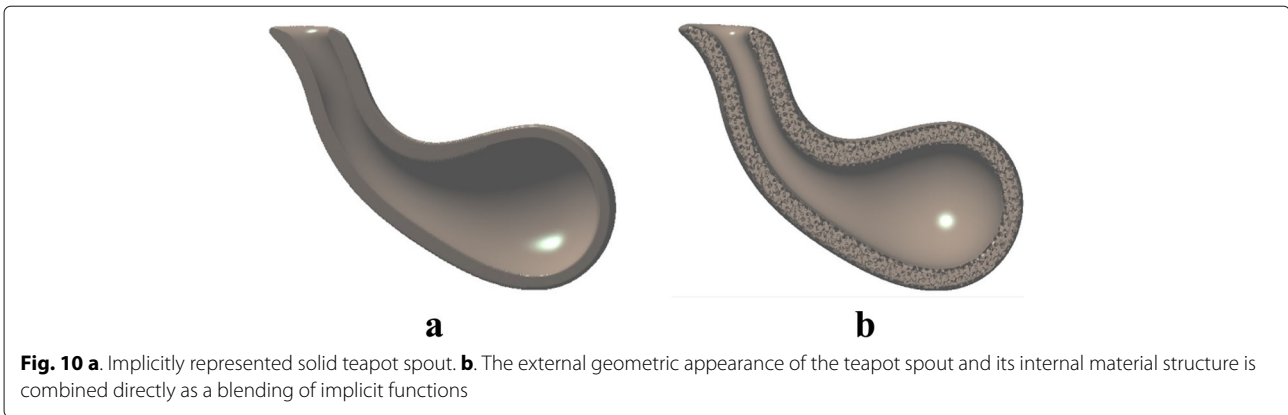 a b
Fig. 10 a. Implicitly represented solid teapot spout. b. The external geometric appearance of the teapot spout and its internal material structure is
combined directly as a blending of implicit functions